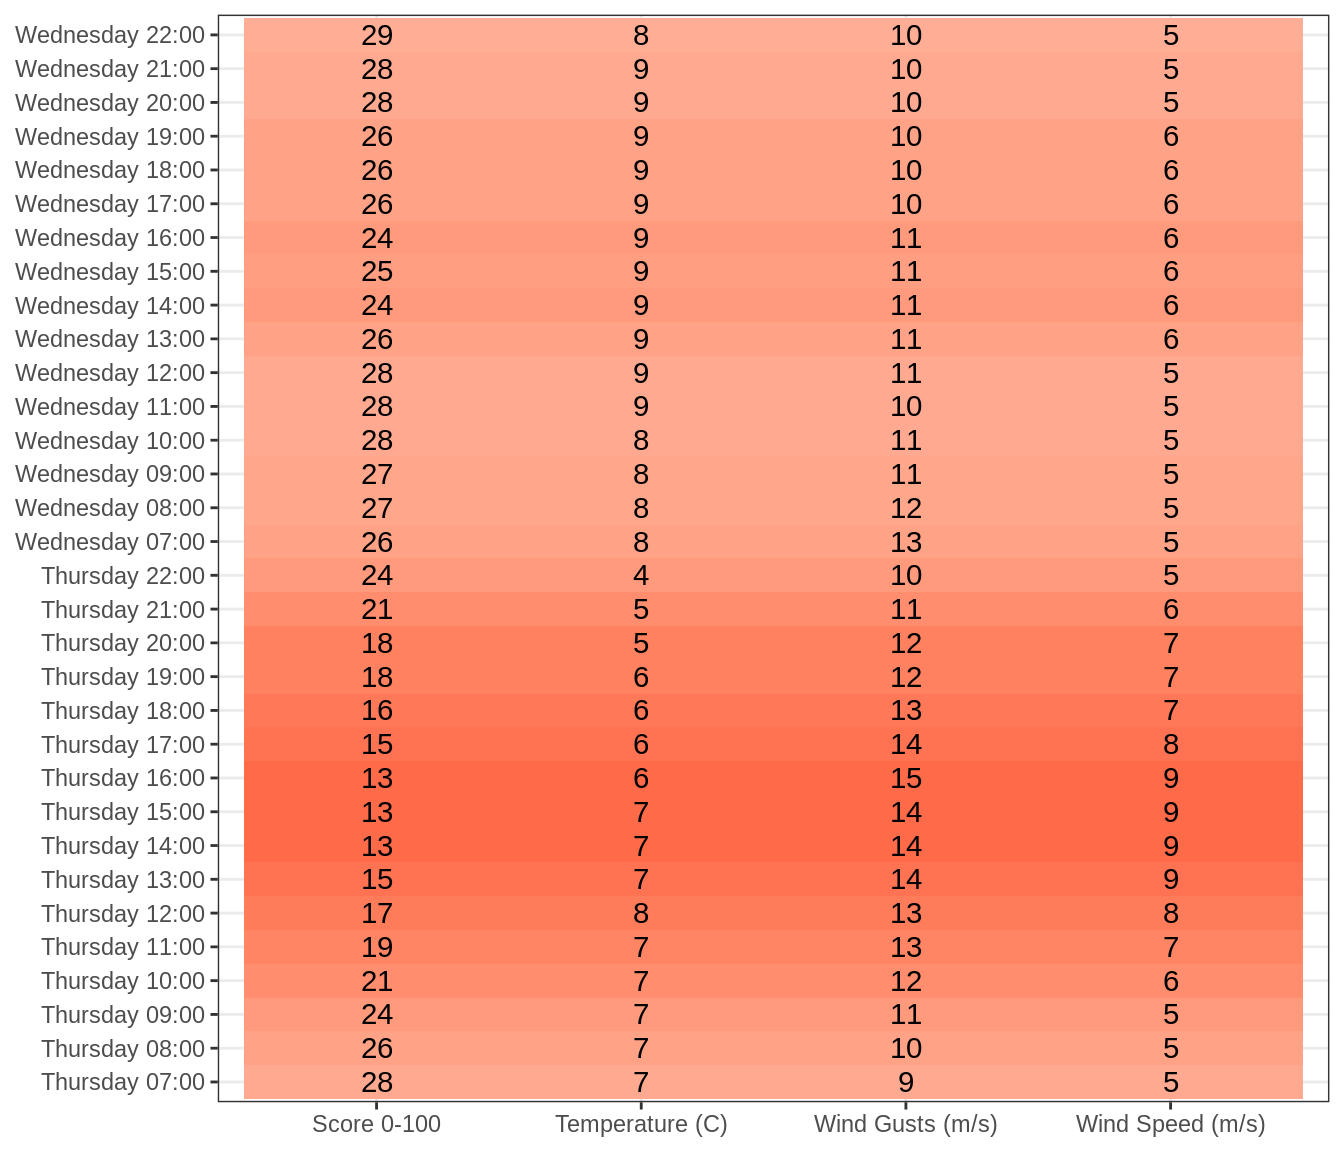 Wednesday 22:00 29 8 10 5
Wednesday 21:00 28 9 10 5
Wednesday 20:00 28 9 10 5
Wednesday 19:00 26 9 10 6
Wednesday 18:00 26 9 10 6
Wednesday 17:00 26 9 10 6
Wednesday 16:00 24 9 11 6
Wednesday 15:00 25 9 11 6
Wednesday 14:00 24 9 11 6
Wednesday 13:00 26 9 11 6
Wednesday 12:00 28 9 11 5
Wednesday 11:00 28 9 10 5
Wednesday 10:00 28 8 11 5
Wednesday 09:00 27 8 11 5
Wednesday 08:00 27 8 12 5
Wednesday 07:00 26 8 13 5
Thursday 22:00 24 4 10 5
Thursday 21:00 21 5 11 6
Thursday 20:00 18 5 12 7
Thursday 19:00 18 6 12 7
Thursday 18:00 16 6 13 7
Thursday 17:00 15 6 14 8
Thursday 16:00 13 6 15 9
Thursday 15:00 13 7 14 9
Thursday 14:00 13 7 14 9
Thursday 13:00 15 7 14 9
Thursday 12:00 17 8 13 8
Thursday 11:00 19 7 13 7
Thursday 10:00 21 7 12 6
Thursday 09:00 24 7 11 5
Thursday 08:00 26 7 10 5
Thursday 07:00 28 7 9 5
Score 0-100 Temperature (C) Wind Gusts (m/s) Wind Speed (m/s)